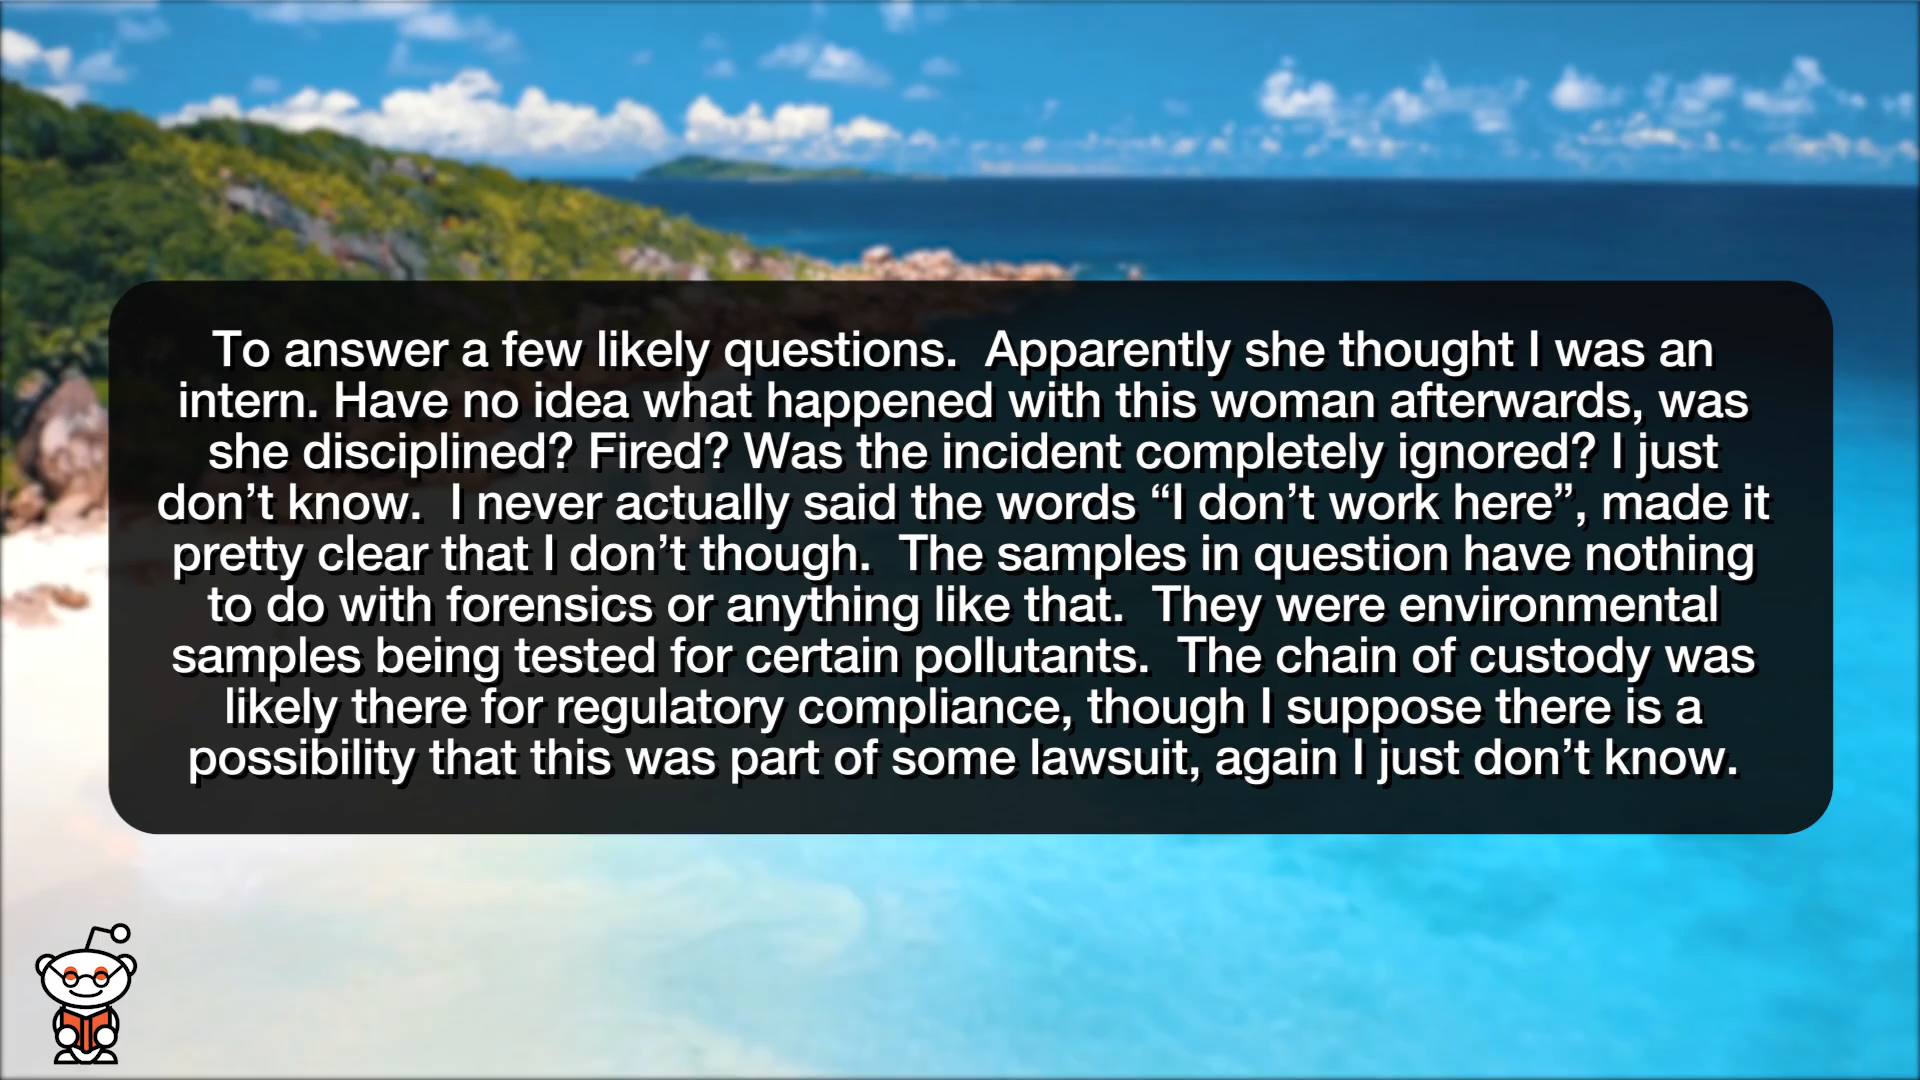 To answer a few likely questions.  Apparently she thought I was an
intern. Have no idea what happened with this woman afterwards, was
she disciplined? Fired? Was the incident completely ignored? I just
don’t know.  I never actually said the words “I don’t work here”, made it
pretty clear that I don’t though.  The samples in question have nothing
to do with forensics or anything like that.  They were environmental
samples being tested for certain pollutants.  The chain of custody was
likely there for regulatory compliance, though I suppose there is a
possibility that this was part of some lawsuit, again I just don’t know.